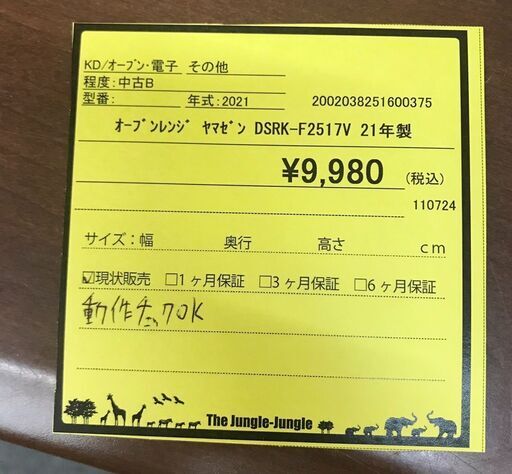 KD/オーブン・電子 その他
程度:中古B
型番: 年式:2021 2002038251600375
ｵｰﾌﾞﾝﾚﾝｼﾞ ﾔﾏｾﾞﾝ DSRK-F2517V 21年製
¥9,980 (税込)
110724
サイズ:幅 奥行 高さ cm
☑現状販売 □1ヶ月保証 □3ヶ月保証 □6ヶ月保証
動作チェックOK
The Jungle-Jungle